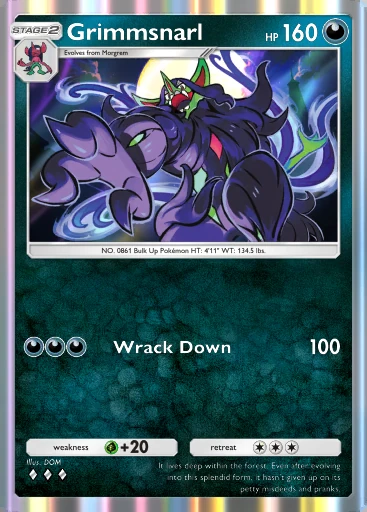 STAGE 2 Grimmsnarl HP 160
Evolves from Morgrem
NO. 0861 Bulk Up Pokémon HT: 4'11" WT: 134.5 lbs.
Wrack Down 100
weakness +20 retreat
Illus. DOM
It lives deep within the forest. Even after evolving
into this splendid form, it hasn't given up on its
petty misdeeds and pranks.